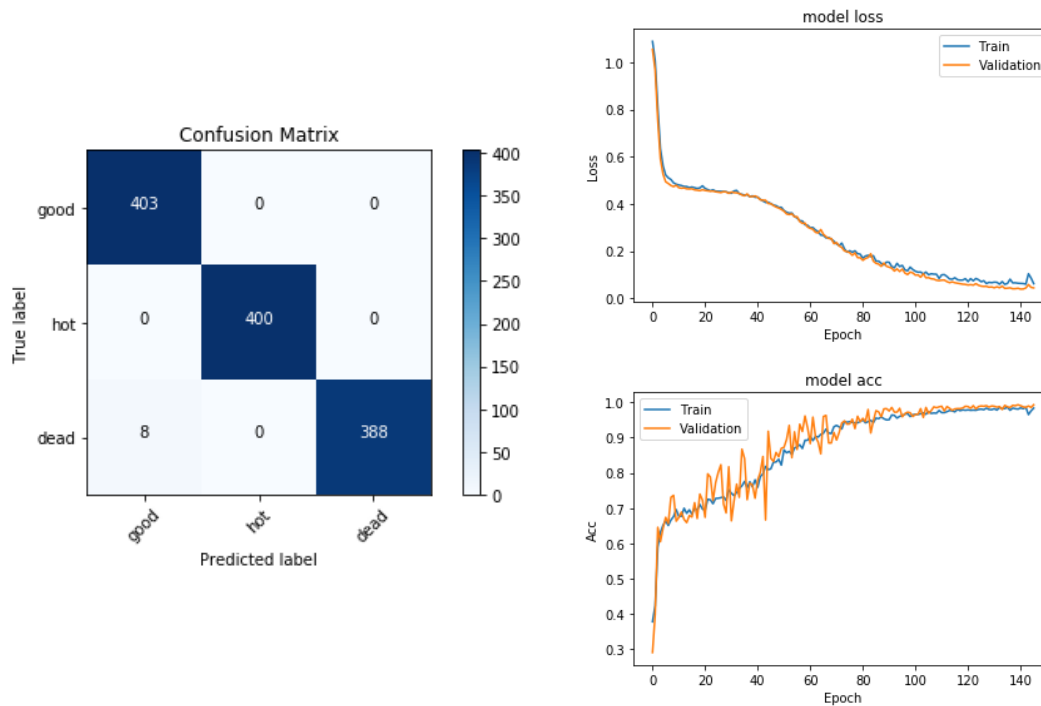 Confusion Matrix
True label
good
hot
dead
403 0 0
0 400 0
8 0 388
good hot dead
Predicted label
400
350
300
250
200
150
100
50
0
model loss
Train
Validation
Loss
1.0
0.8
0.6
0.4
0.2
0.0
0 20 40 60 80 100 120 140
Epoch
model acc
Train
Validation
Acc
1.0
0.9
0.8
0.7
0.6
0.5
0.4
0.3
0 20 40 60 80 100 120 140
Epoch